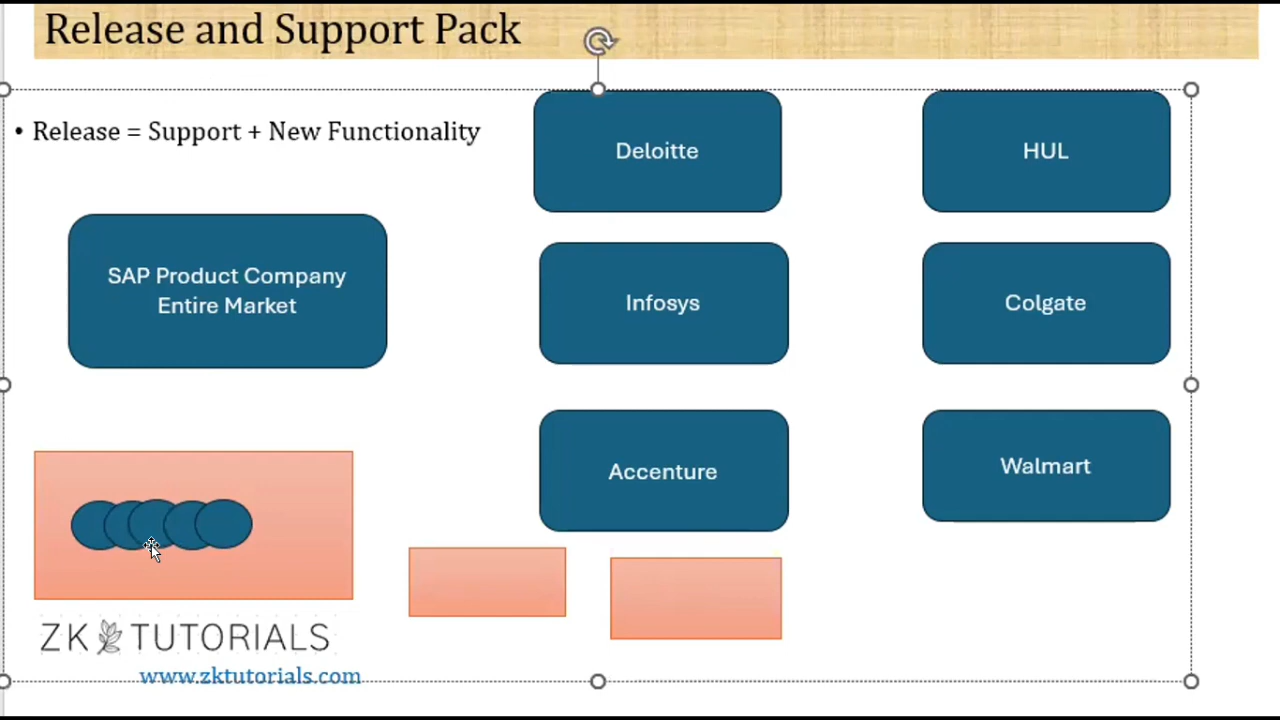 Release and Support Pack
• Release = Support + New Functionality
Deloitte
HUL
SAP Product Company
Entire Market
Infosys
Colgate
Accenture
Walmart
ZK TUTORIALS
www.zktutorials.com